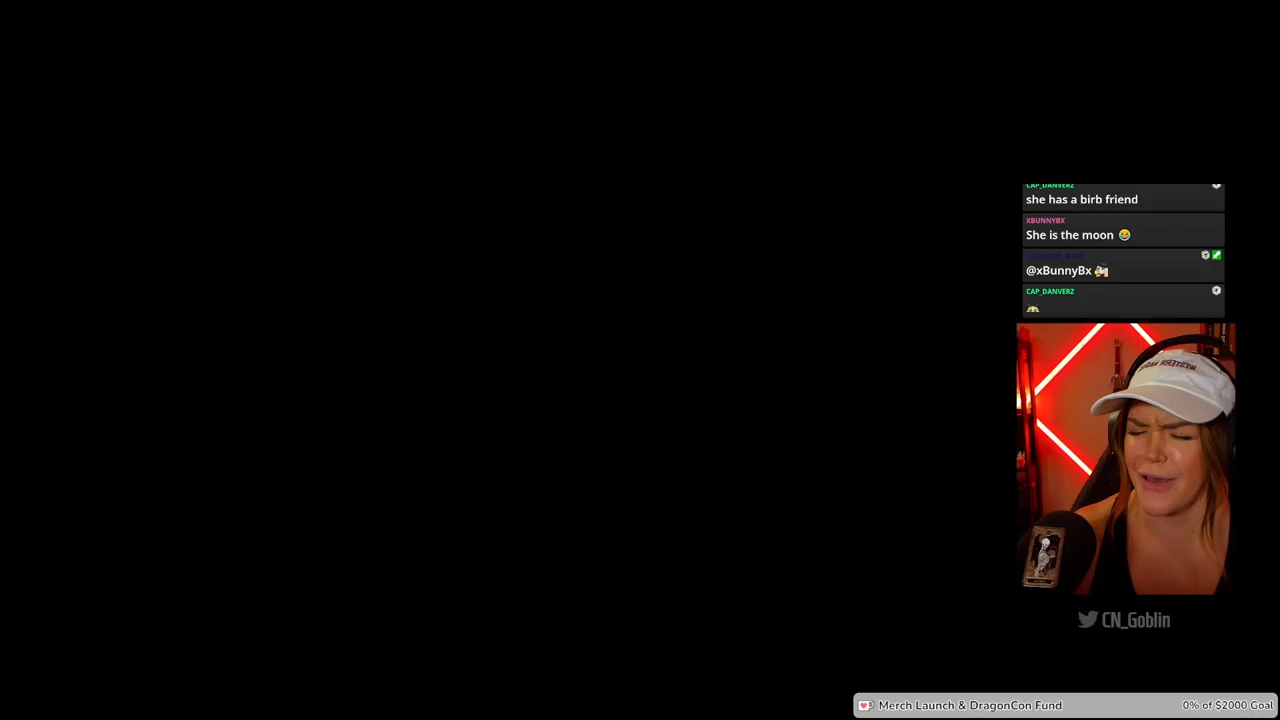 CAP_DANVERZ
she has a birb friend
XBUNNYBX
She is the moon 😂
@xBunnyBx
CAP_DANVERZ
CN_Goblin
Merch Launch & DragonCon Fund
0% of $2000 Goal